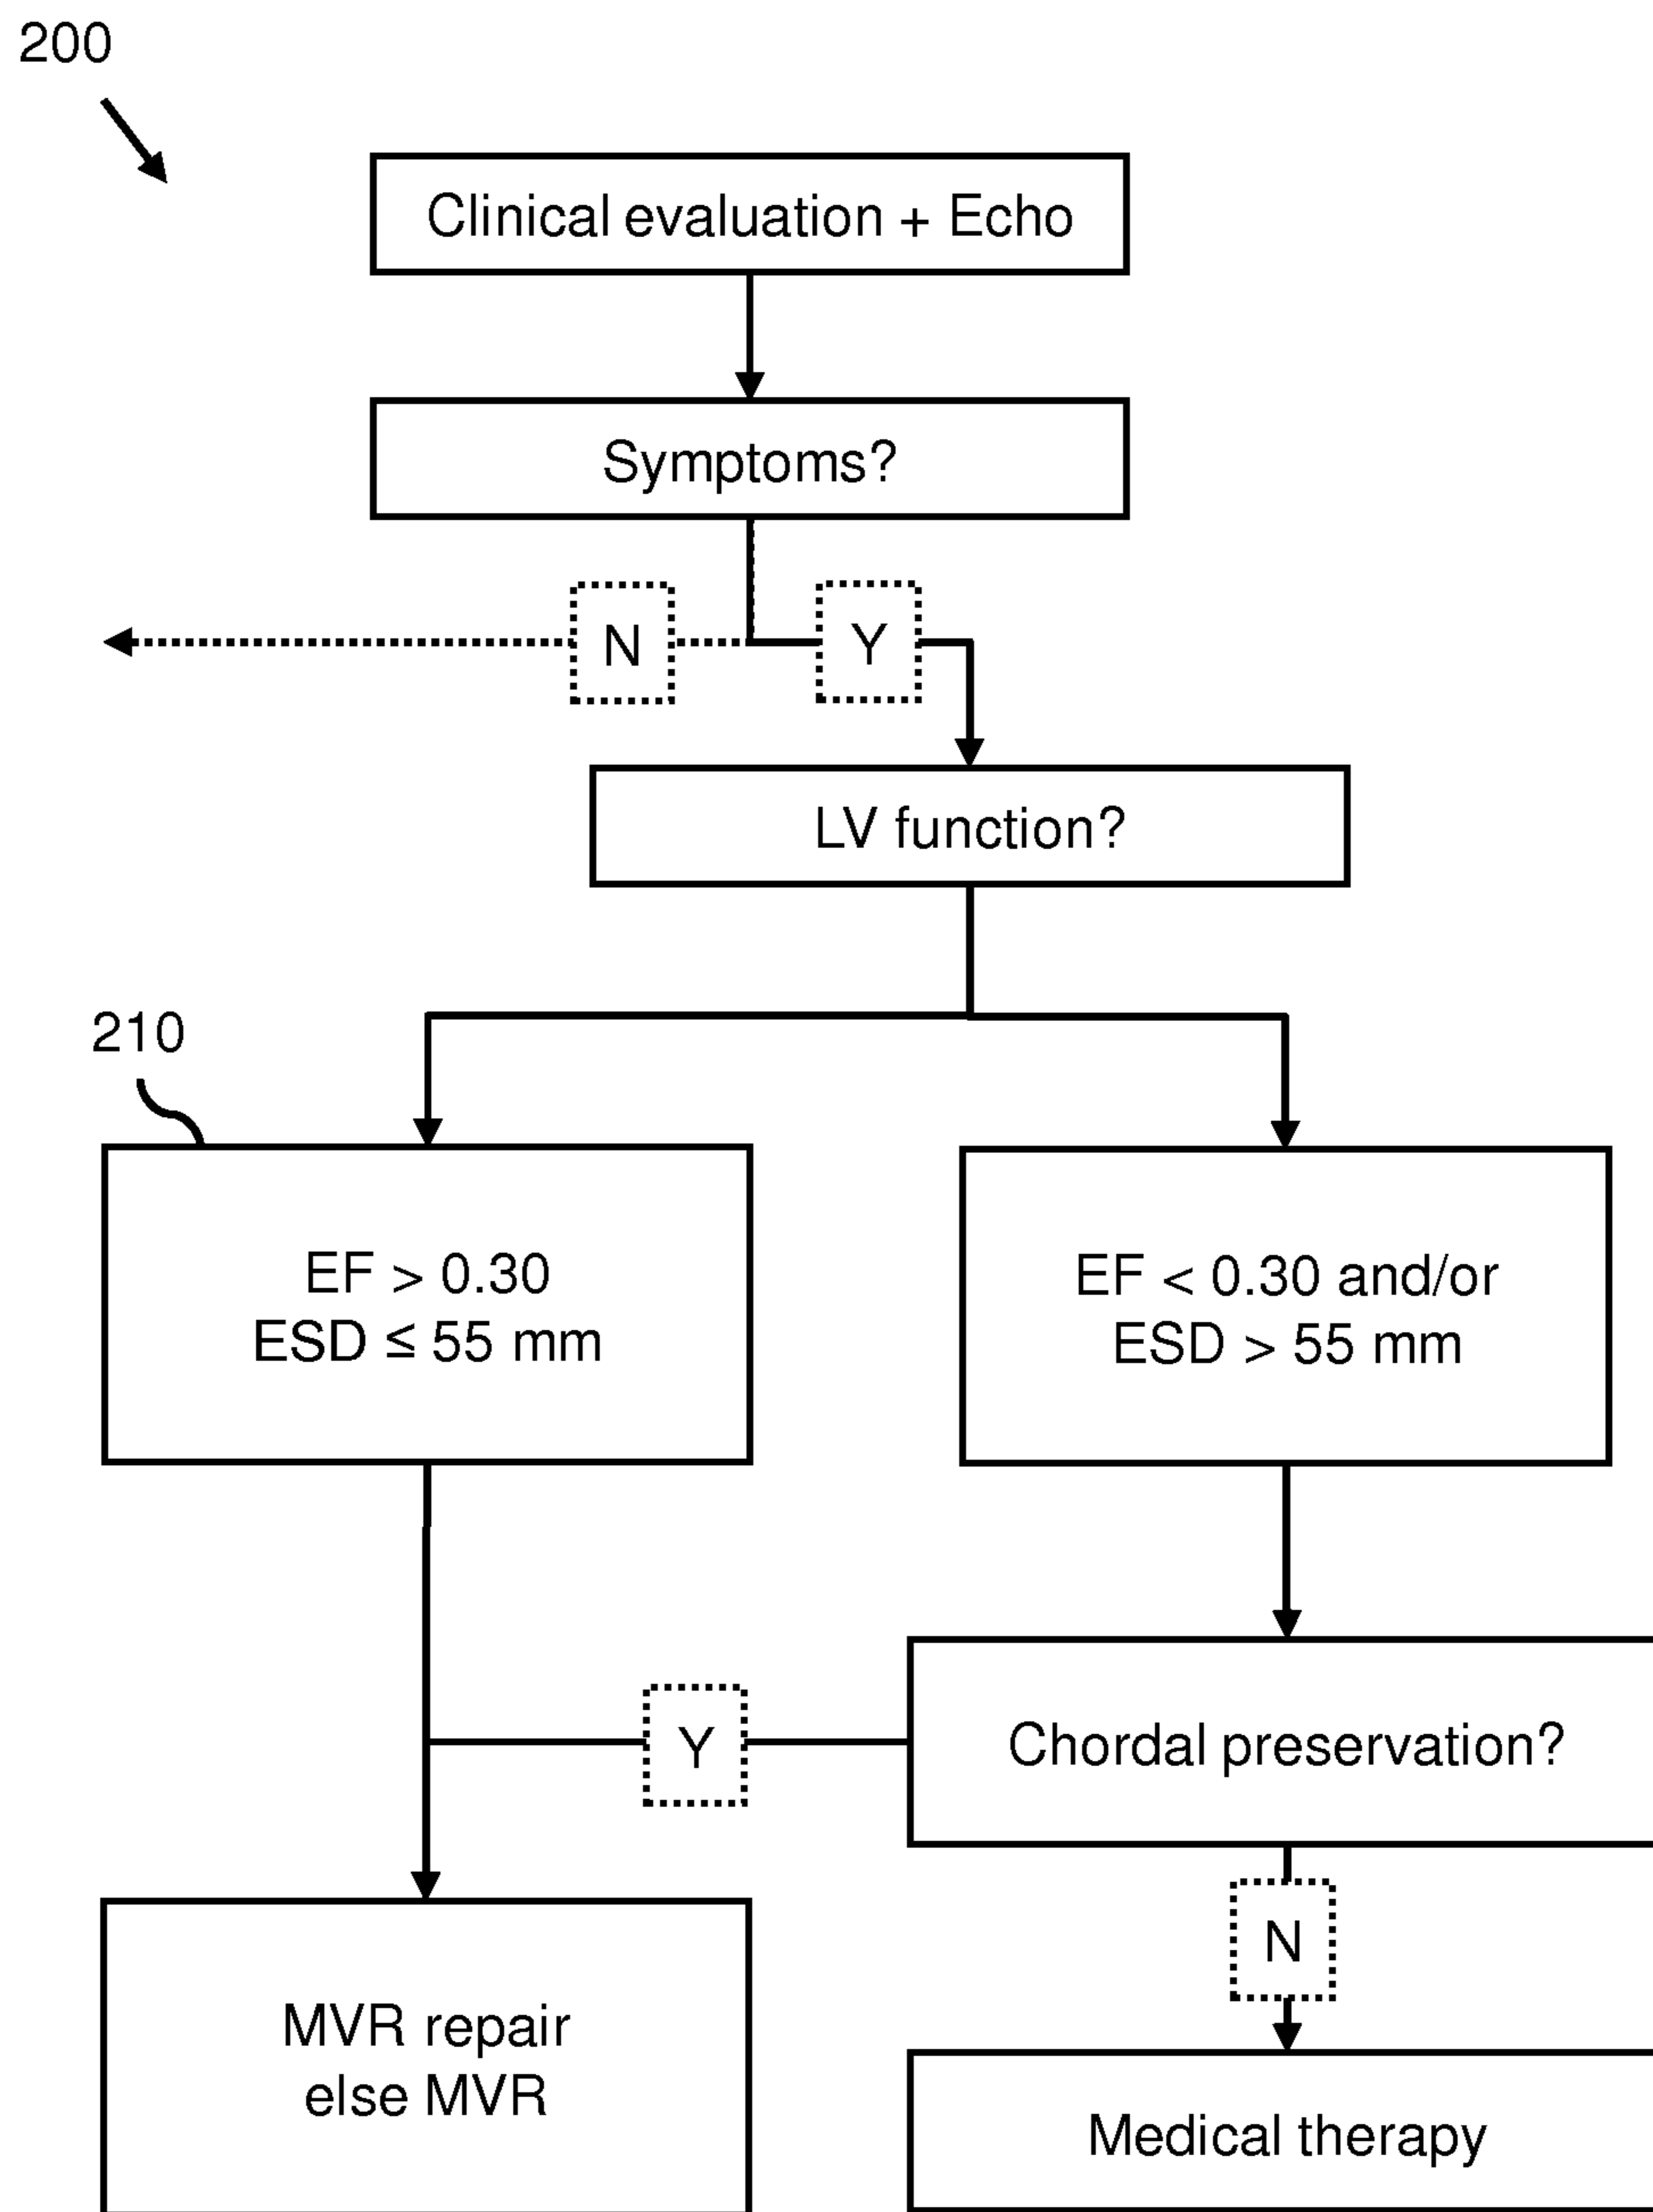 200
Clinical evaluation + Echo
Symptoms?
N
Y
LV function?
210
EF > 0.30
ESD ≤ 55 mm
EF < 0.30 and/or
ESD > 55 mm
Y
Chordal preservation?
N
MVR repair
else MVR
Medical therapy